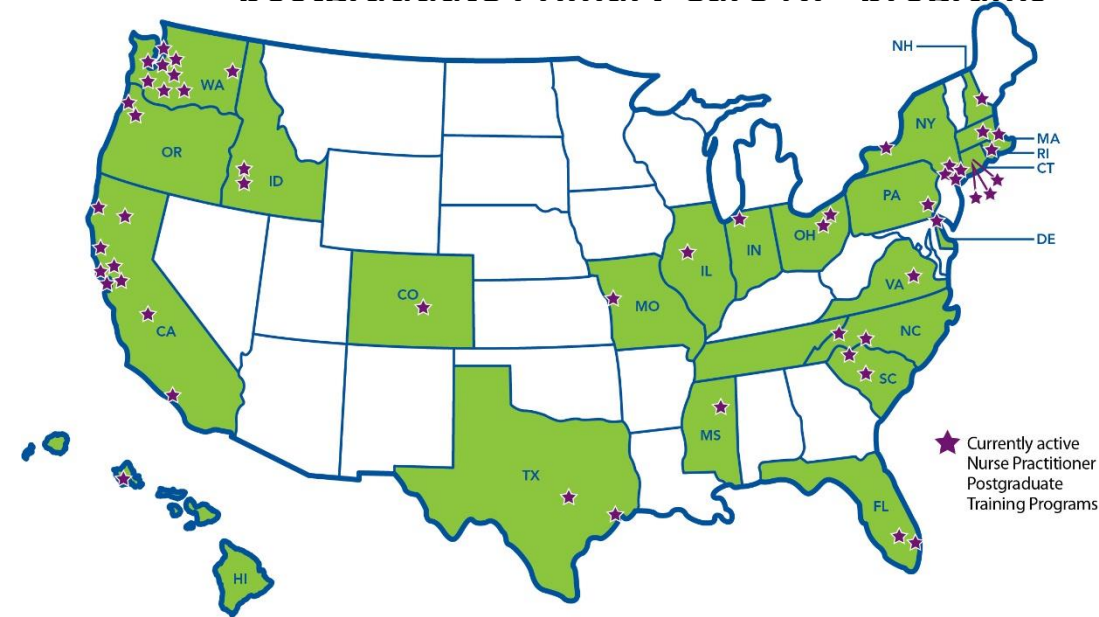 NH
WA
NY
OR
MA
RI
CT
ID
PA
OH
IN
IL
DE
CO
VA
MO
CA
NC
SC
MS
Currently active
Nurse Practitioner
Postgraduate
Training Programs
TX
FL
HI